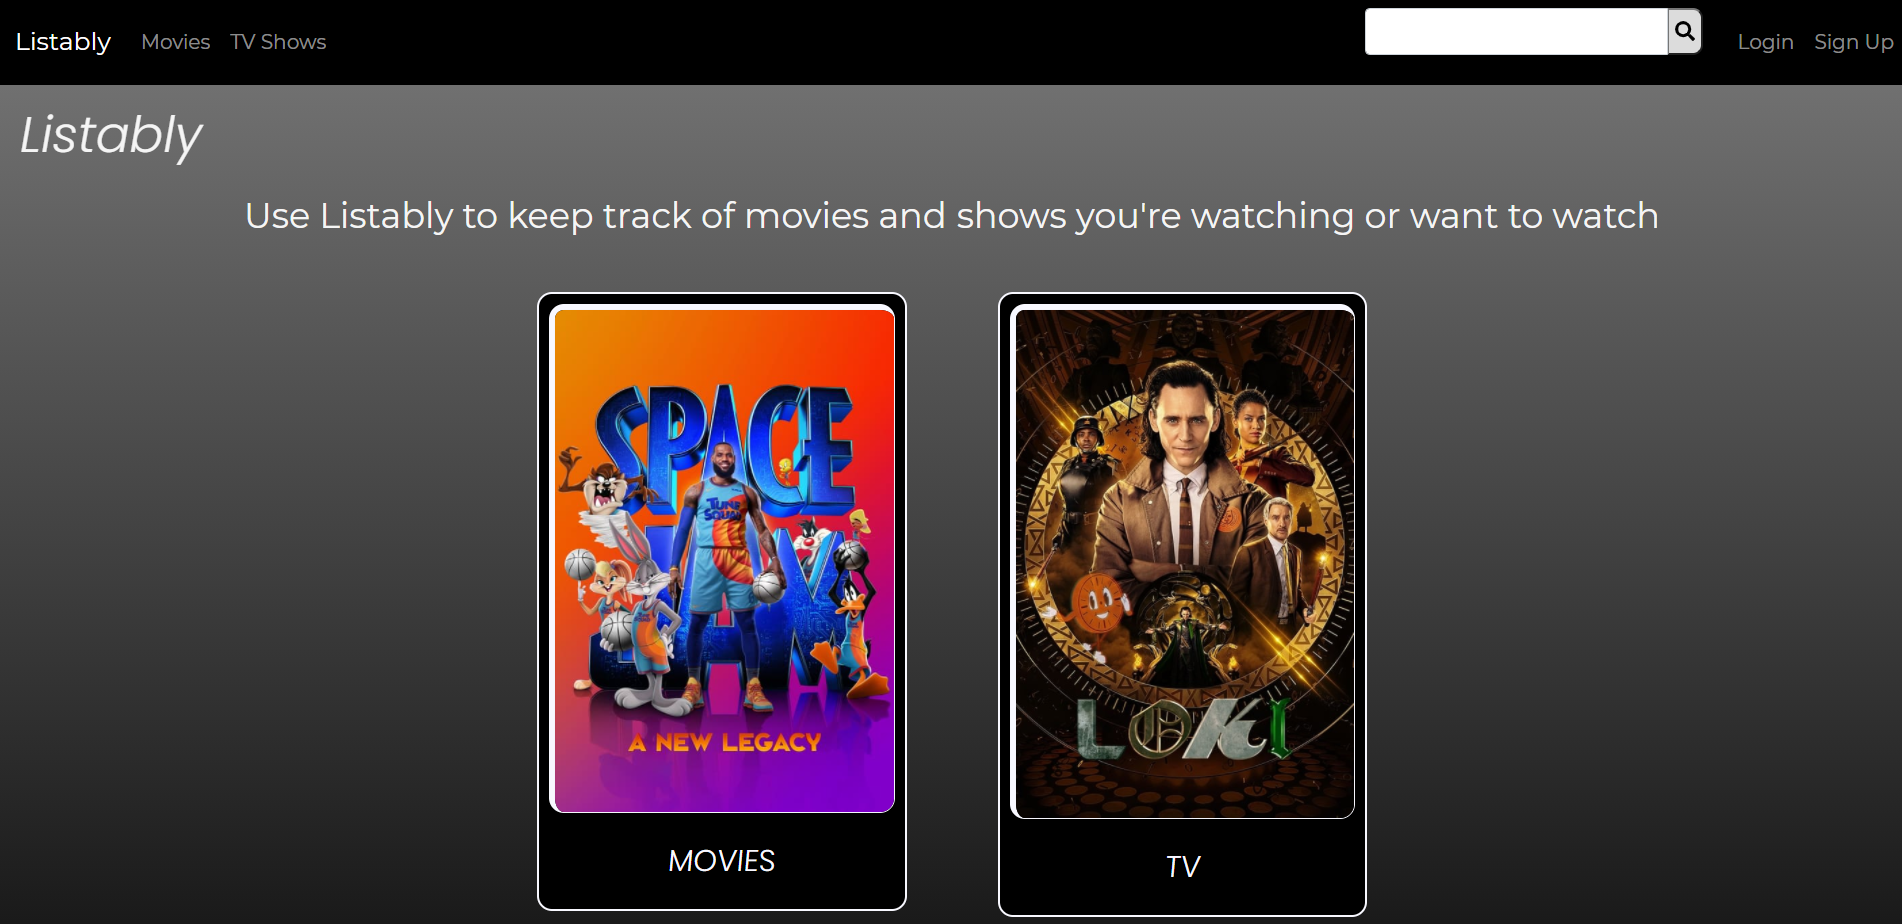 Listably Movies TV Shows Login Sign Up
Listably
Use Listably to keep track of movies and shows you're watching or want to watch
SPACE
JAM
TUNE
SQUAD
A NEW LEGACY
MOVIES
LOKI
TV